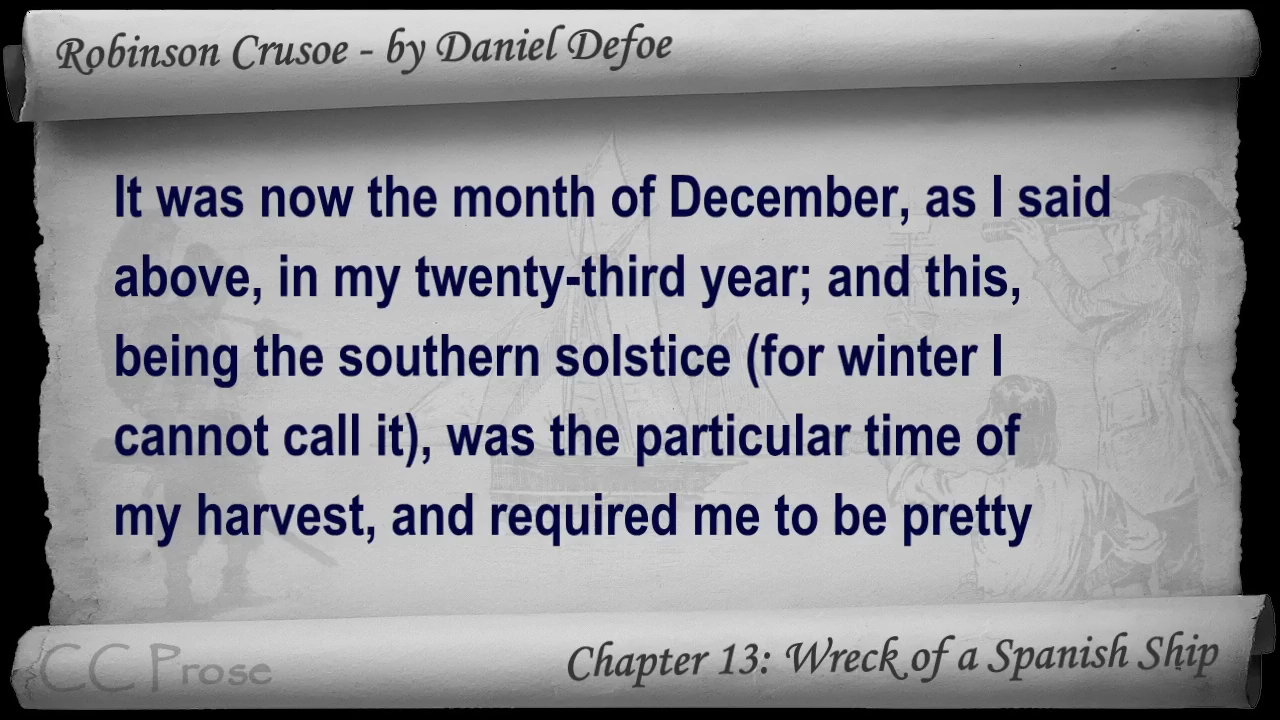 Robinson Crusoe - by Daniel Defoe
It was now the month of December, as I said
above, in my twenty-third year; and this,
being the southern solstice (for winter I
cannot call it), was the particular time of
my harvest, and required me to be pretty
CC Prose
Chapter 13: Wreck of a Spanish Ship